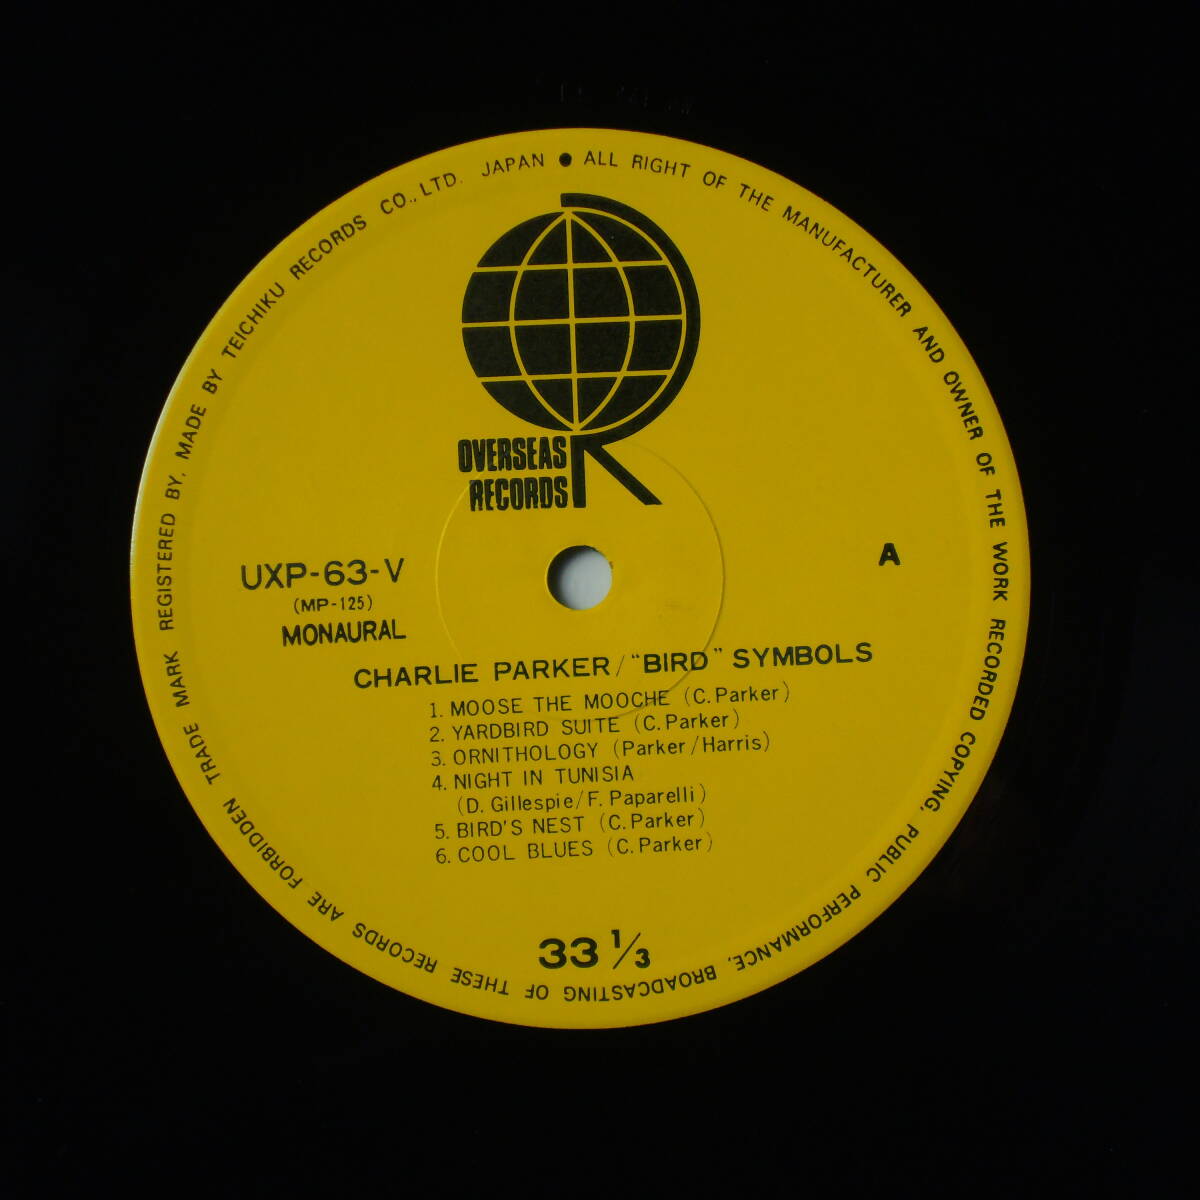 TRADE MARK REGISTERED BY, MADE BY TEICHIKU RECORDS CO., LTD. JAPAN ● ALL RIGHT OF THE MANUFACTURER AND OWNER OF THE WORK RECORDED COPYING, PUBLIC PERFORMANCE, BROADCASTING OF THESE RECORDS ARE FORBIDDEN
OVERSEAS
RECORDS
UXP-63-V
(MP-125)
MONAURAL
A
CHARLIE PARKER/"BIRD" SYMBOLS
1. MOOSE THE MOOCHE (C. Parker)
2. YARDBIRD SUITE (C. Parker)
3. ORNITHOLOGY (Parker/Harris)
4. NIGHT IN TUNISIA
(D. Gillespie/F. Paparelli)
5. BIRD'S NEST (C. Parker)
6. COOL BLUES (C. Parker)
33 1/3